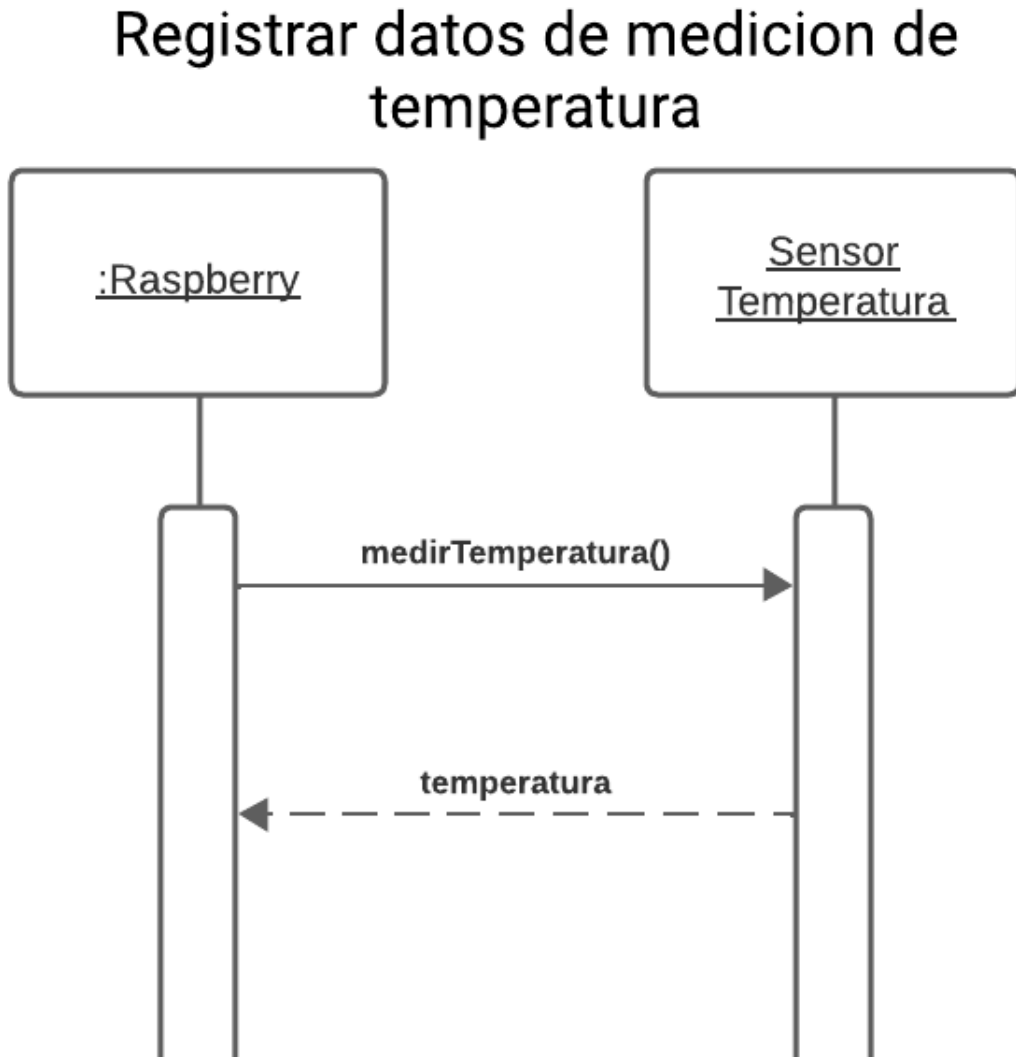 Registrar datos de medicion de
temperatura
:Raspberry
Sensor
Temperatura
medirTemperatura()
temperatura